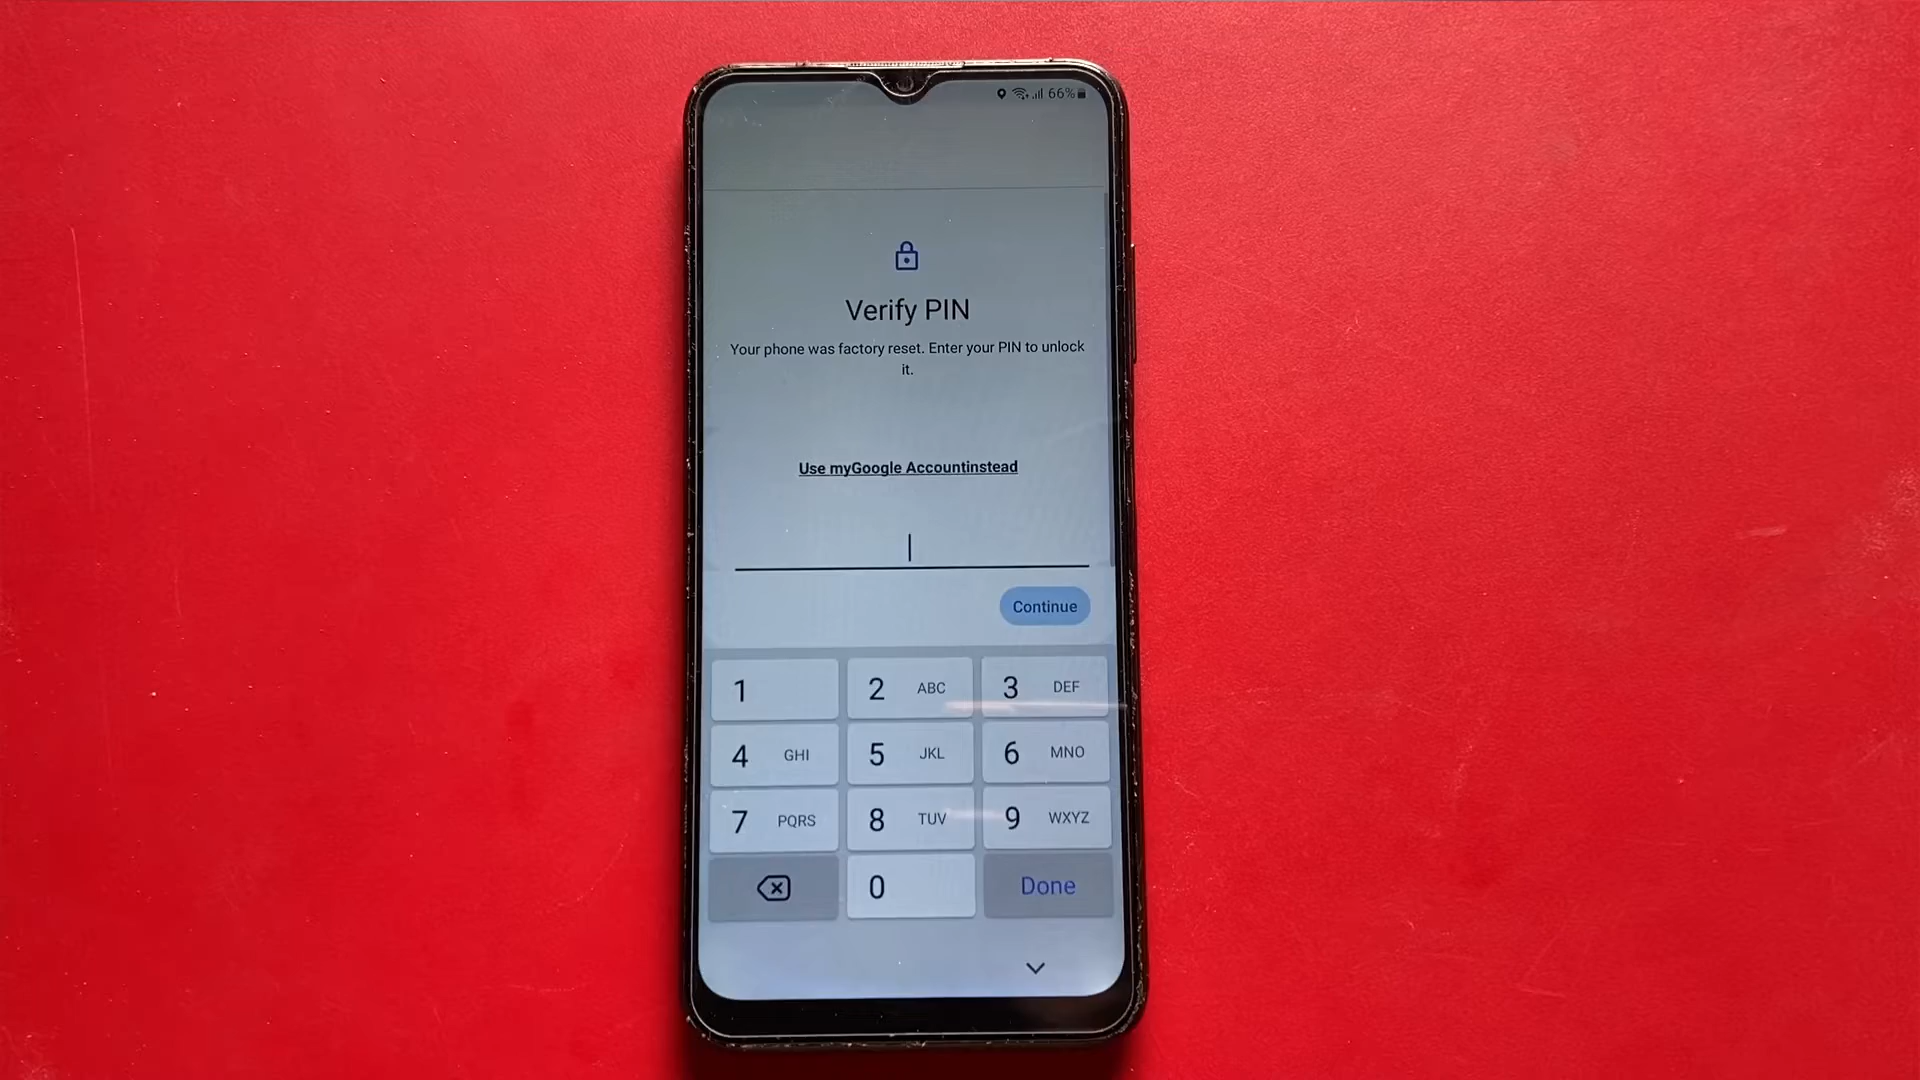 66%
Verify PIN
Your phone was factory reset. Enter your PIN to unlock
it.
Use myGoogle Accountinstead
Continue
1
2 ABC
3 DEF
4 GHI
5 JKL
6 MNO
7 PQRS
8 TUV
9 WXYZ
0
Done